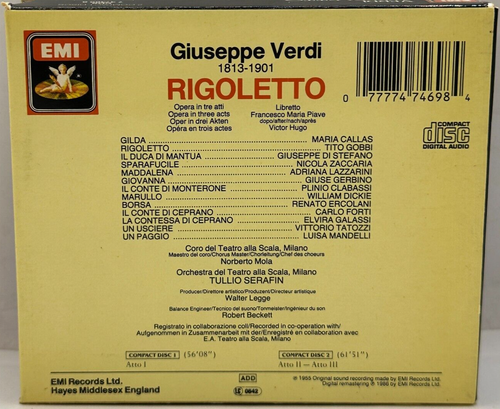 EMI
Giuseppe Verdi
1813-1901
RIGOLETTO
Opera in tre atti
Opera in three acts
Oper in drei Akten
Opéra en trois actes
Libretto
Francesco Maria Piave
dopo/after/nach/après
Victor Hugo
0 77774 74698 4
COMPACT
disc
DIGITAL AUDIO
GILDA MARIA CALLAS
RIGOLETTO TITO GOBBI
IL DUCA DI MANTUA GIUSEPPE DI STEFANO
SPARAFUCILE NICOLA ZACCARIA
MADDALENA ADRIANA LAZZARINI
GIOVANNA GIUSE GERBINO
IL CONTE DI MONTERONE PLINIO CLABASSI
MARULLO WILLIAM DICKIE
BORSA RENATO ERCOLANI
IL CONTE DI CEPRANO CARLO FORTI
LA CONTESSA DI CEPRANO ELVIRA GALASSI
UN USCIERE VITTORIO TATOZZI
UN PAGGIO LUISA MANDELLI
Coro del Teatro alla Scala, Milano
Maestro del coro/Chorus Master/Chorleitung/Chef des choeurs
Norberto Mola
Orchestra del Teatro alla Scala, Milano
TULLIO SERAFIN
Producer/Direttore artistico/Produzent/Directeur artistique
Walter Legge
Balance Engineer/Tecnico del suono/Tonmeister/Ingénieur du son
Robert Beckett
Registrato in collaborazione coll/Recorded in co-operation with/
Aufgenommen in Zusammenarbeit mit der/Enregistré en collaboration avec
E.A. Teatro alla Scala, Milano
COMPACT DISC 1 (56'08")
Atto I
ADD
COMPACT DISC 2 (61'51")
Atto II — Atto III
EMI Records Ltd.
Hayes Middlesex England
0842
℗ 1955 Original sound recording made by EMI Records Ltd.
Digital remastering ℗ 1986 by EMI Records Ltd.